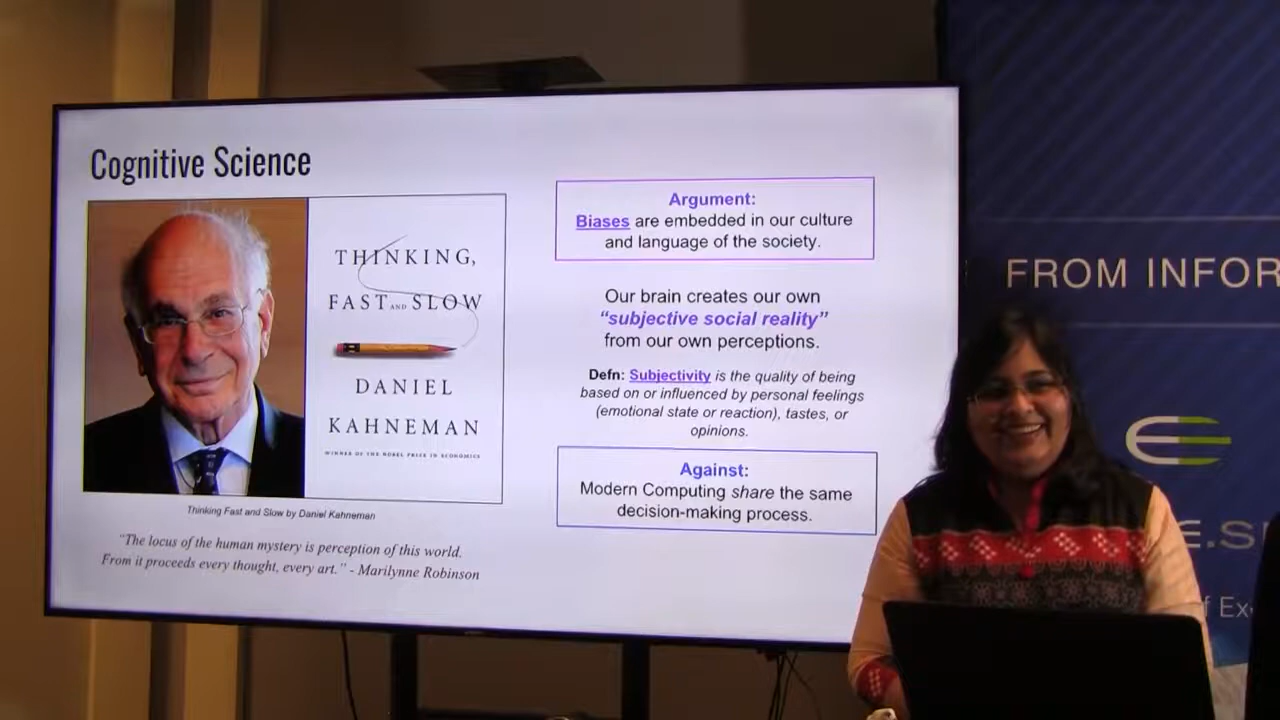 Cognitive Science
THINKING,
FAST AND SLOW
DANIEL
KAHNEMAN
WINNER OF THE NOBEL PRIZE IN ECONOMICS
Thinking Fast and Slow by Daniel Kahneman
"The locus of the human mystery is perception of this world.
From it proceeds every thought, every art." - Marilynne Robinson
Argument:
Biases are embedded in our culture
and language of the society.
Our brain creates our own
“subjective social reality”
from our own perceptions.
Defn: Subjectivity is the quality of being
based on or influenced by personal feelings
(emotional state or reaction), tastes, or
opinions.
Against:
Modern Computing share the same
decision-making process.
FROM INFOR
E.S
f Ex